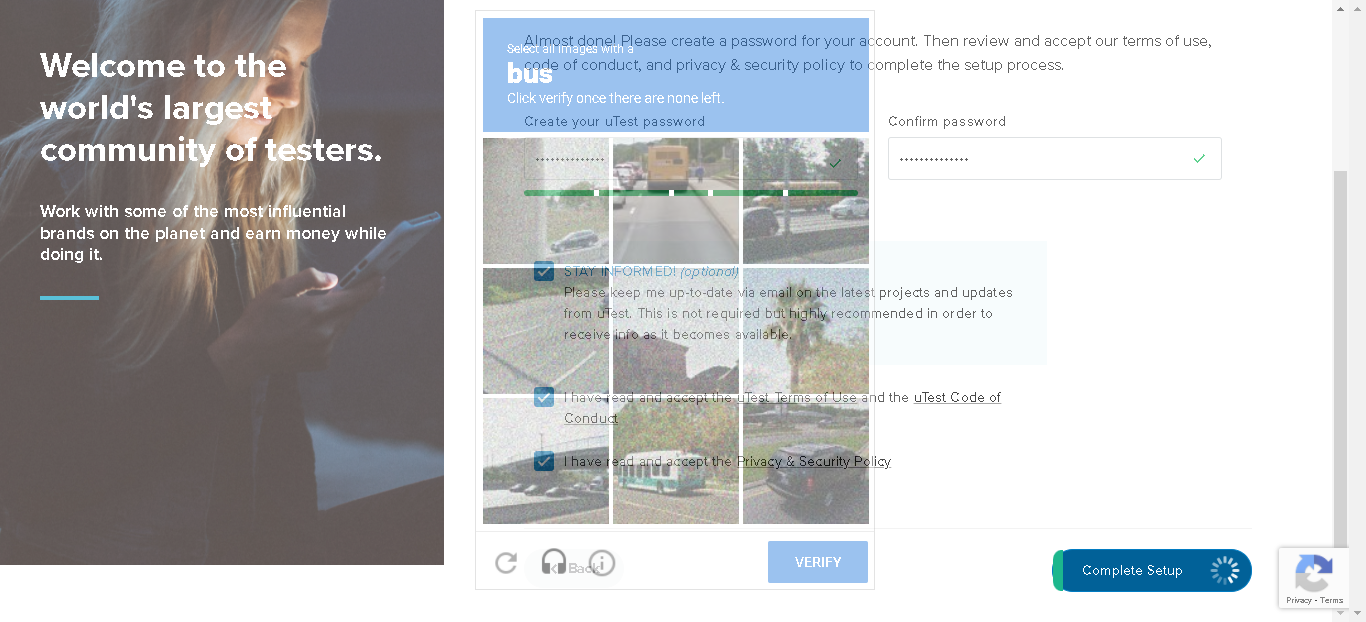 Welcome to the
world's largest
community of testers.
Work with some of the most influential
brands on the planet and earn money while
doing it.
Almost done! Please create a password for your account. Then review and accept our terms of use,
code of conduct, and privacy & security policy to complete the setup process.
Select all images with a
bus
Click verify once there are none left.
Create your uTest password
Confirm password
STAY INFORMED! (optional)
Please keep me up-to-date via email on the latest projects and updates
from uTest. This is not required but highly recommended in order to
receive info as it becomes available.
I have read and accept the uTest Terms of Use and the uTest Code of
Conduct
I have read and accept the Privacy & Security Policy
Back
VERIFY
Complete Setup
Privacy - Terms